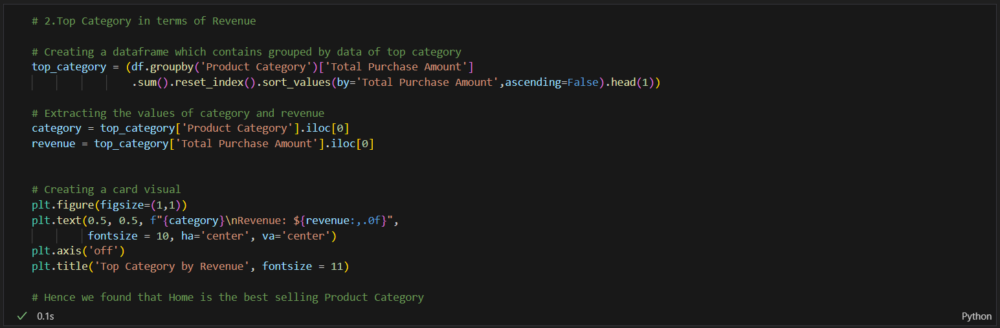 # 2.Top Category in terms of Revenue
# Creating a dataframe which contains grouped by data of top category
top_category = (df.groupby('Product Category')['Total Purchase Amount']
.sum().reset_index().sort_values(by='Total Purchase Amount',ascending=False).head(1))
# Extracting the values of category and revenue
category = top_category['Product Category'].iloc[0]
revenue = top_category['Total Purchase Amount'].iloc[0]
# Creating a card visual
plt.figure(figsize=(1,1))
plt.text(0.5, 0.5, f"{category}\nRevenue: ${revenue:,.0f}",
fontsize = 10, ha='center', va='center')
plt.axis('off')
plt.title('Top Category by Revenue', fontsize = 11)
# Hence we found that Home is the best selling Product Category
0.1s
Python